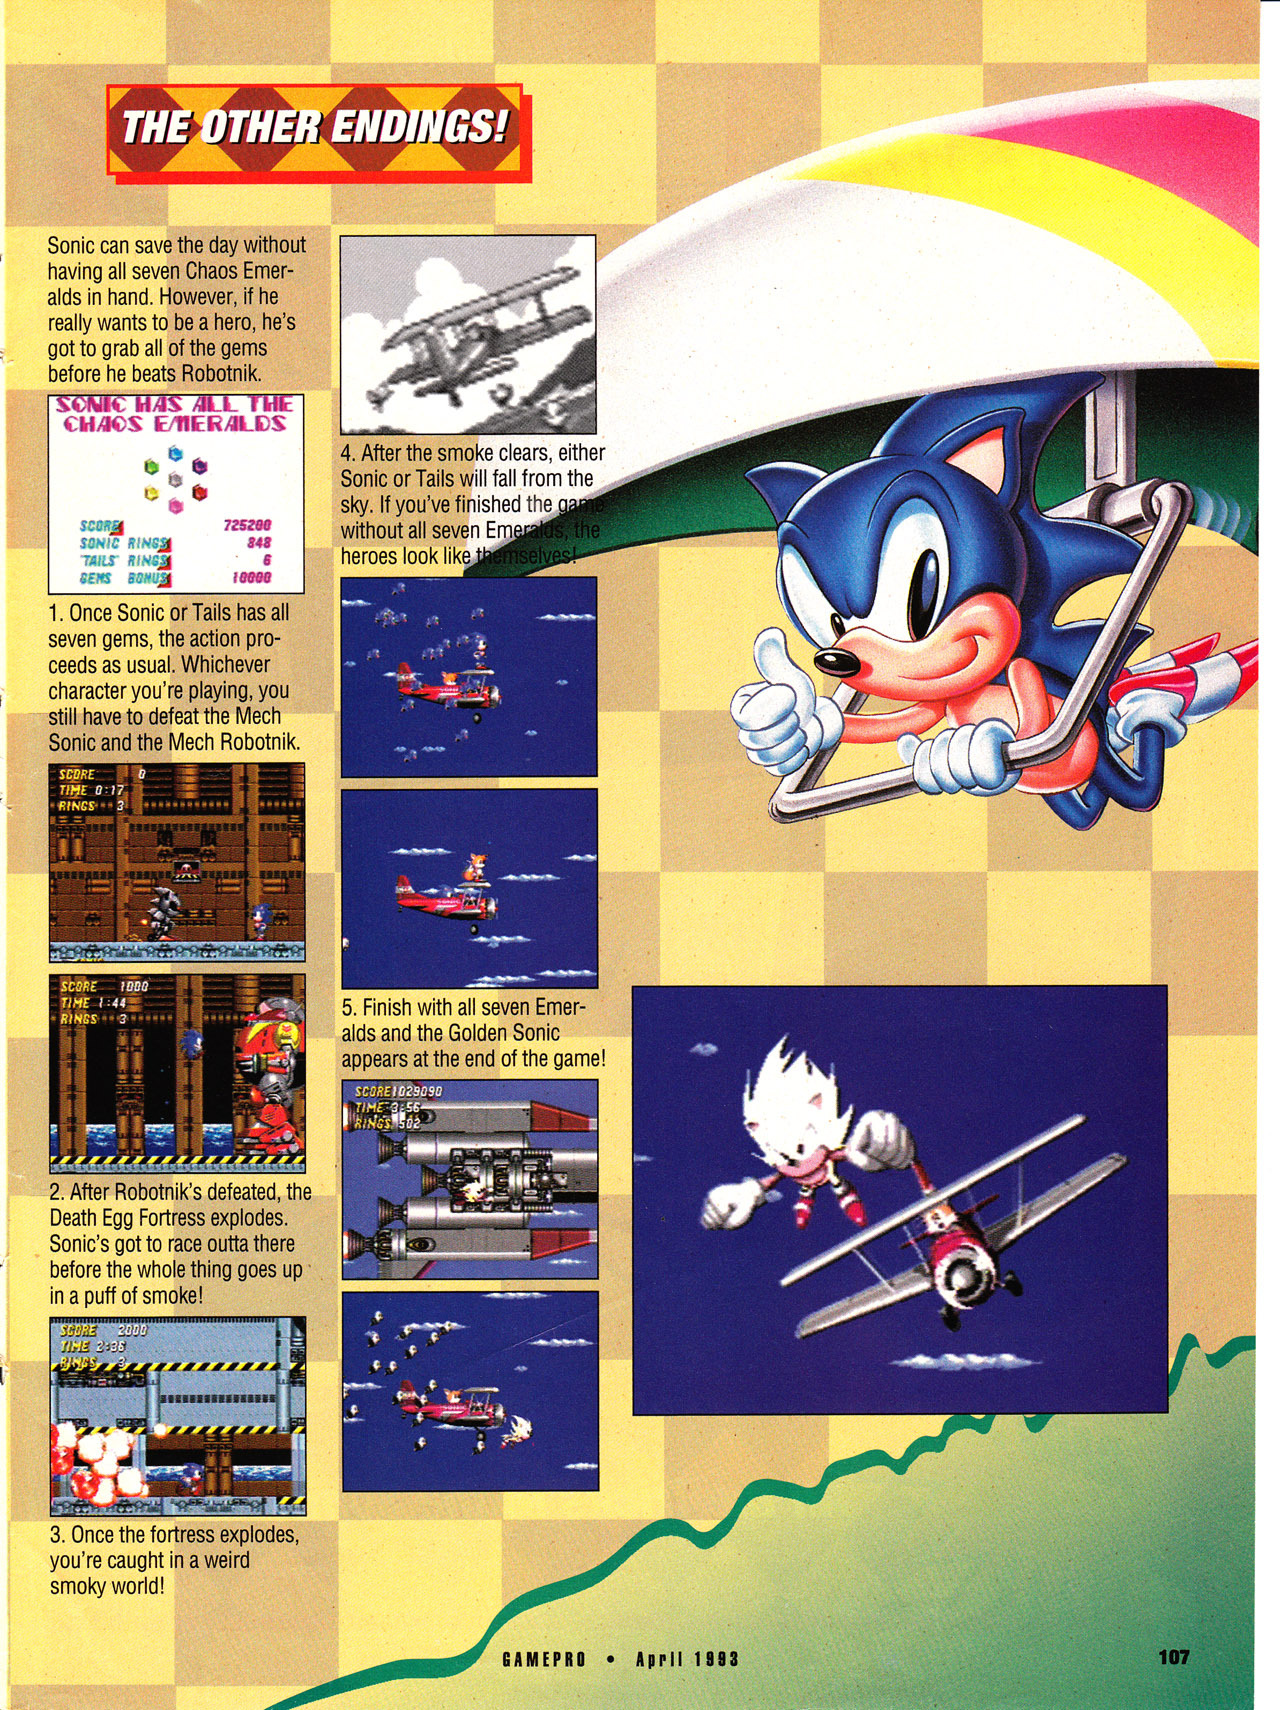 THE OTHER ENDINGS!
Sonic can save the day without
having all seven Chaos Emer-
alds in hand. However, if he
really wants to be a hero, he's
got to grab all of the gems
before he beats Robotnik.
SONIC HAS ALL THE
CHAOS EMERALDS
SCORE 725200
SONIC RINGS 848
TAILS' RINGS 6
GEMS BONUS 10000
1. Once Sonic or Tails has all
seven gems, the action pro-
ceeds as usual. Whichever
character you're playing, you
still have to defeat the Mech
Sonic and the Mech Robotnik.
SCORE 0
TIME 0:17
RINGS 3
SCORE 1000
TIME 1:44
RINGS 3
2. After Robotnik's defeated, the
Death Egg Fortress explodes.
Sonic's got to race outta there
before the whole thing goes up
in a puff of smoke!
SCORE 2000
TIME 2:36
RINGS 3
3. Once the fortress explodes,
you're caught in a weird
smoky world!
4. After the smoke clears, either
Sonic or Tails will fall from the
sky. If you've finished the game
without all seven Emeralds, the
heroes look like themselves!
5. Finish with all seven Emer-
alds and the Golden Sonic
appears at the end of the game!
SCORE 1029090
TIME 3:56
RINGS 502
GAMEPRO • April 1993
107